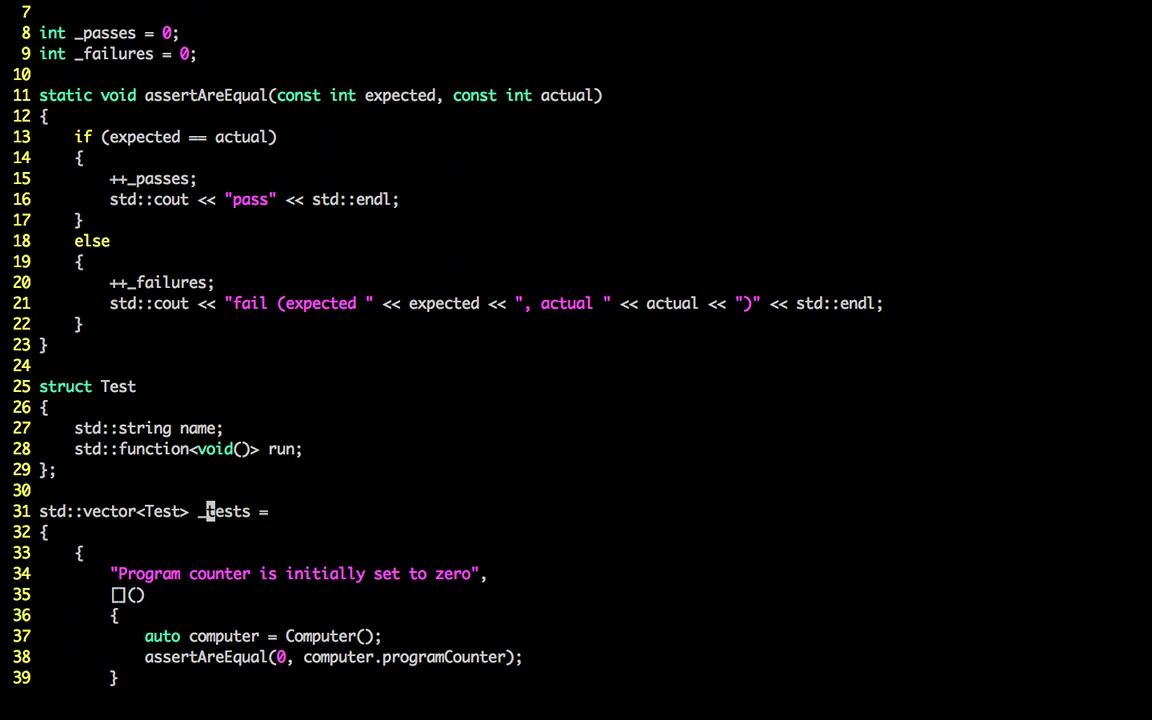 7
8 int _passes = 0;
9 int _failures = 0;
10
11 static void assertAreEqual(const int expected, const int actual)
12 {
13     if (expected == actual)
14     {
15         ++_passes;
16         std::cout << "pass" << std::endl;
17     }
18     else
19     {
20         ++_failures;
21         std::cout << "fail (expected " << expected << ", actual " << actual << ")" << std::endl;
22     }
23 }
24
25 struct Test
26 {
27     std::string name;
28     std::function<void()> run;
29 };
30
31 std::vector<Test> _tests =
32 {
33     {
34         "Program counter is initially set to zero",
35         []()
36         {
37             auto computer = Computer();
38             assertAreEqual(0, computer.programCounter);
39         }